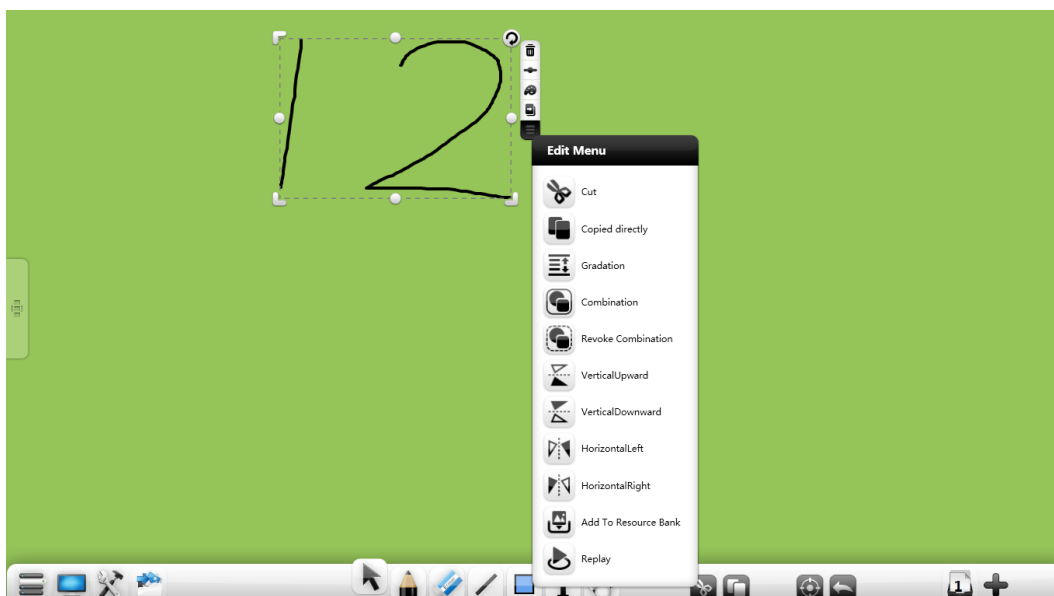 12
Edit Menu
Cut
Copied directly
Gradation
Combination
Revoke Combination
VerticalUpward
VerticalDownward
HorizontalLeft
HorizontalRight
Add To Resource Bank
Replay
1